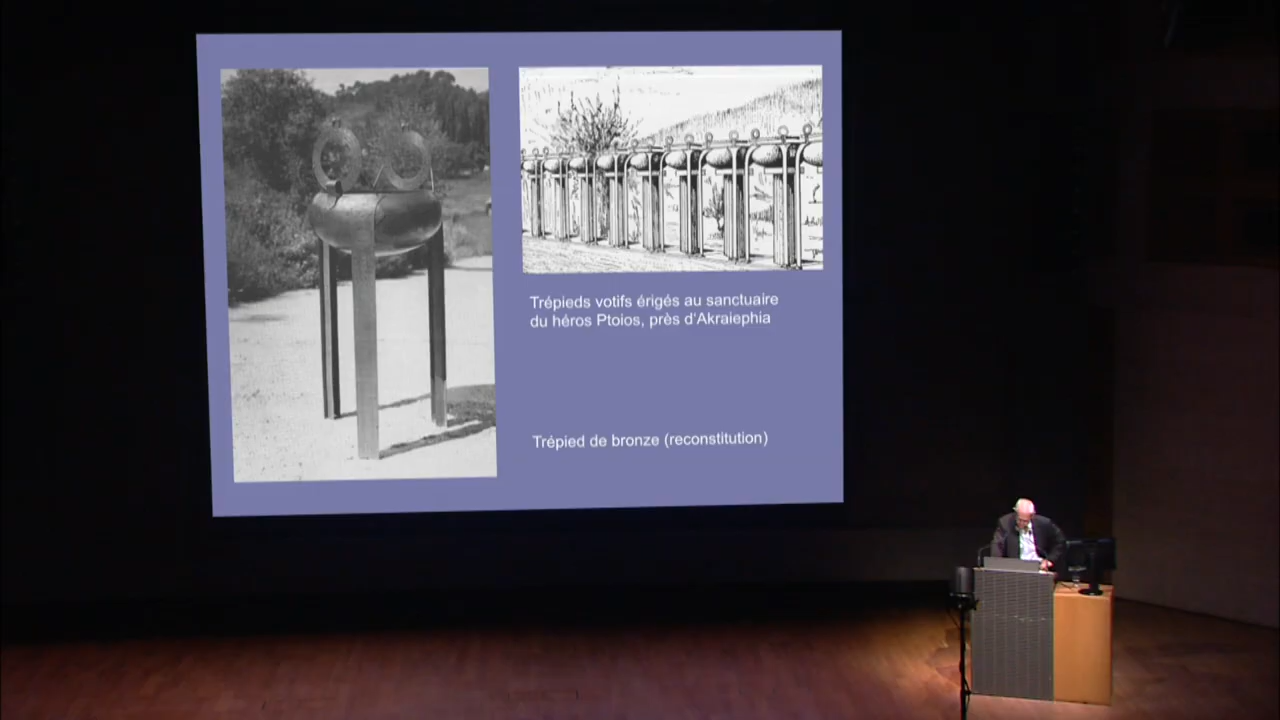 Trépieds votifs érigés au sanctuaire
du héros Ptoios, près d'Akraiephia
Trépied de bronze (reconstitution)